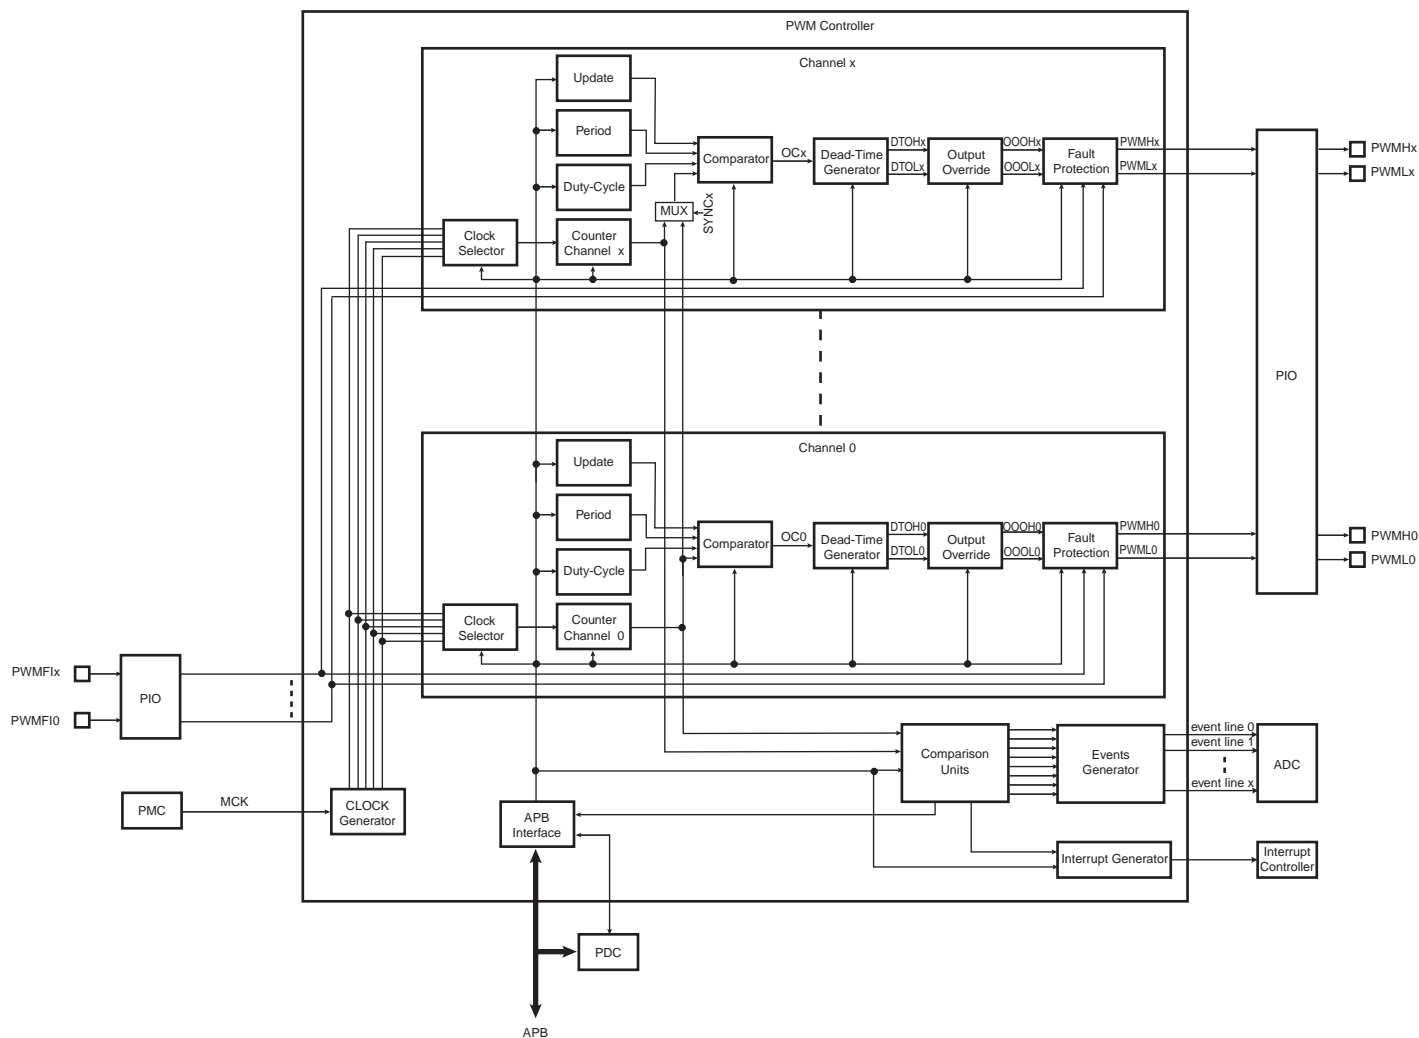 PWM Controller
Channel x
Update
Period
Duty-Cycle
Clock
Selector
Counter
Channel x
MUX
SYNCx
Comparator
OCx
Dead-Time
Generator
DTOHx
DTOLx
Output
Override
OOOHx
OOOLx
Fault
Protection
PWMHx
PWMLx
PIO
PWMHx
PWMLx
Channel 0
Update
Period
Duty-Cycle
Clock
Selector
Counter
Channel 0
Comparator
OC0
Dead-Time
Generator
DTOH0
DTOL0
Output
Override
OOOH0
OOOL0
Fault
Protection
PWMH0
PWML0
PWMH0
PWML0
PWMFIx
PWMFI0
PIO
PMC
MCK
CLOCK
Generator
APB
Interface
Comparison
Units
Events
Generator
event line 0
event line 1
event line x
ADC
Interrupt Generator
Interrupt
Controller
PDC
APB